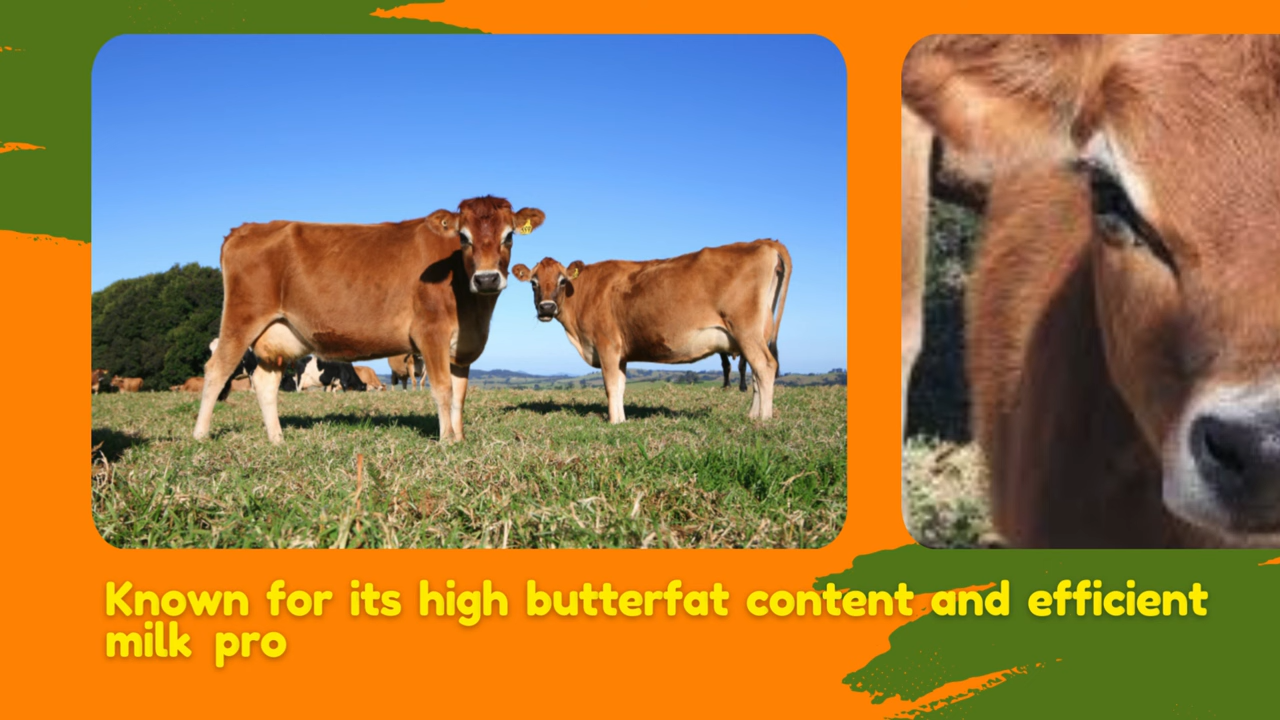 Known for its high butterfat content and efficient
milk pro